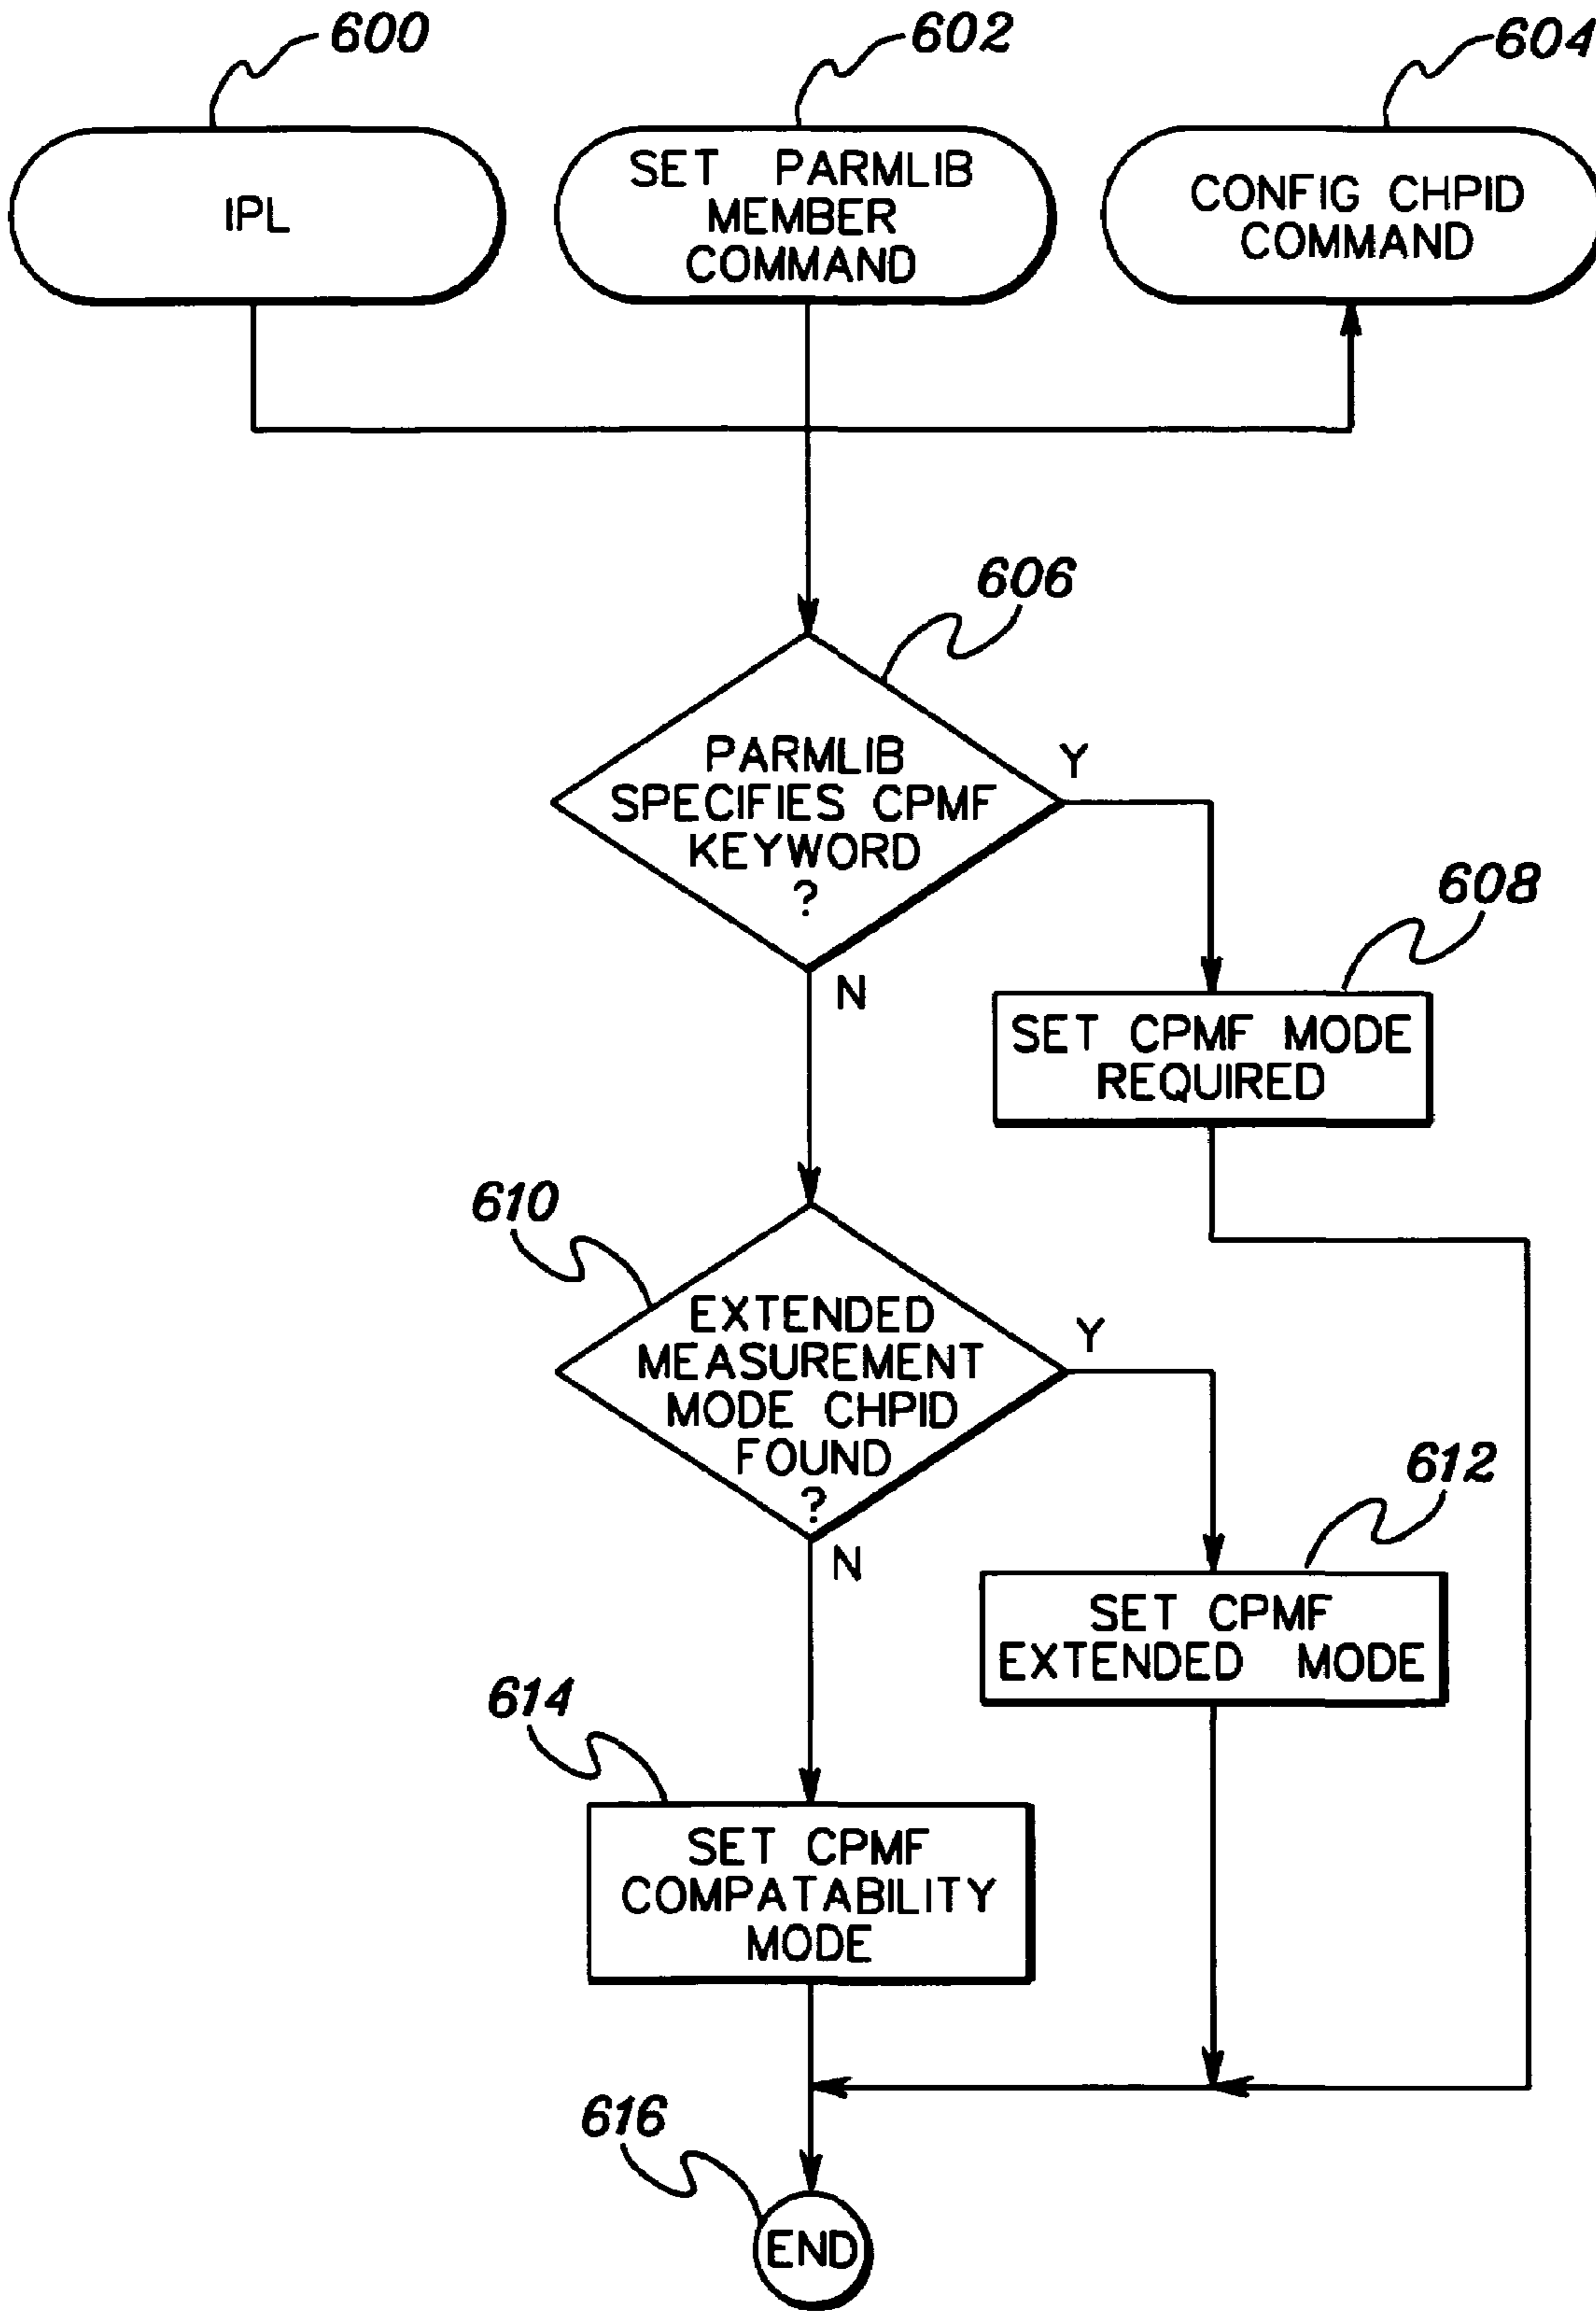 600
602
604
IPL
SET PARMLIB
MEMBER
COMMAND
CONFIG CHPID
COMMAND
606
PARMLIB
SPECIFIES CPMF
KEYWORD
?
Y
N
608
SET CPMF MODE
REQUIRED
610
EXTENDED
MEASUREMENT
MODE CHPID
FOUND
?
Y
N
612
SET CPMF
EXTENDED MODE
614
SET CPMF
COMPATABILITY
MODE
616
END